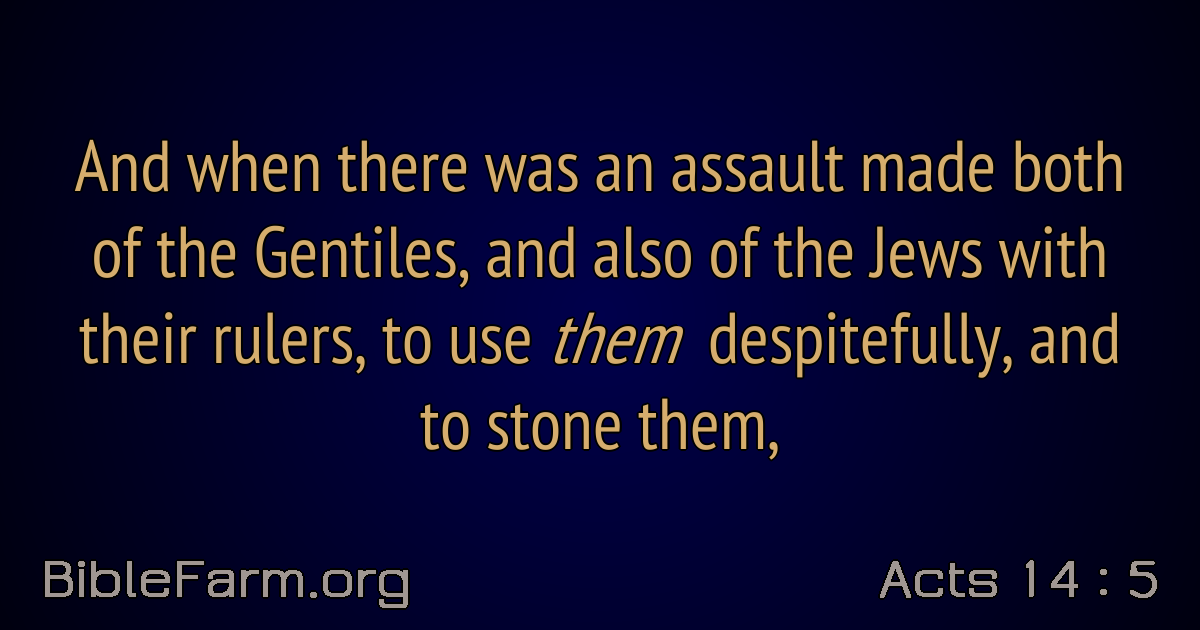 And when there was an assault made both
of the Gentiles, and also of the Jews with
their rulers, to use them despitefully, and
to stone them,
BibleFarm.org
Acts 14 : 5